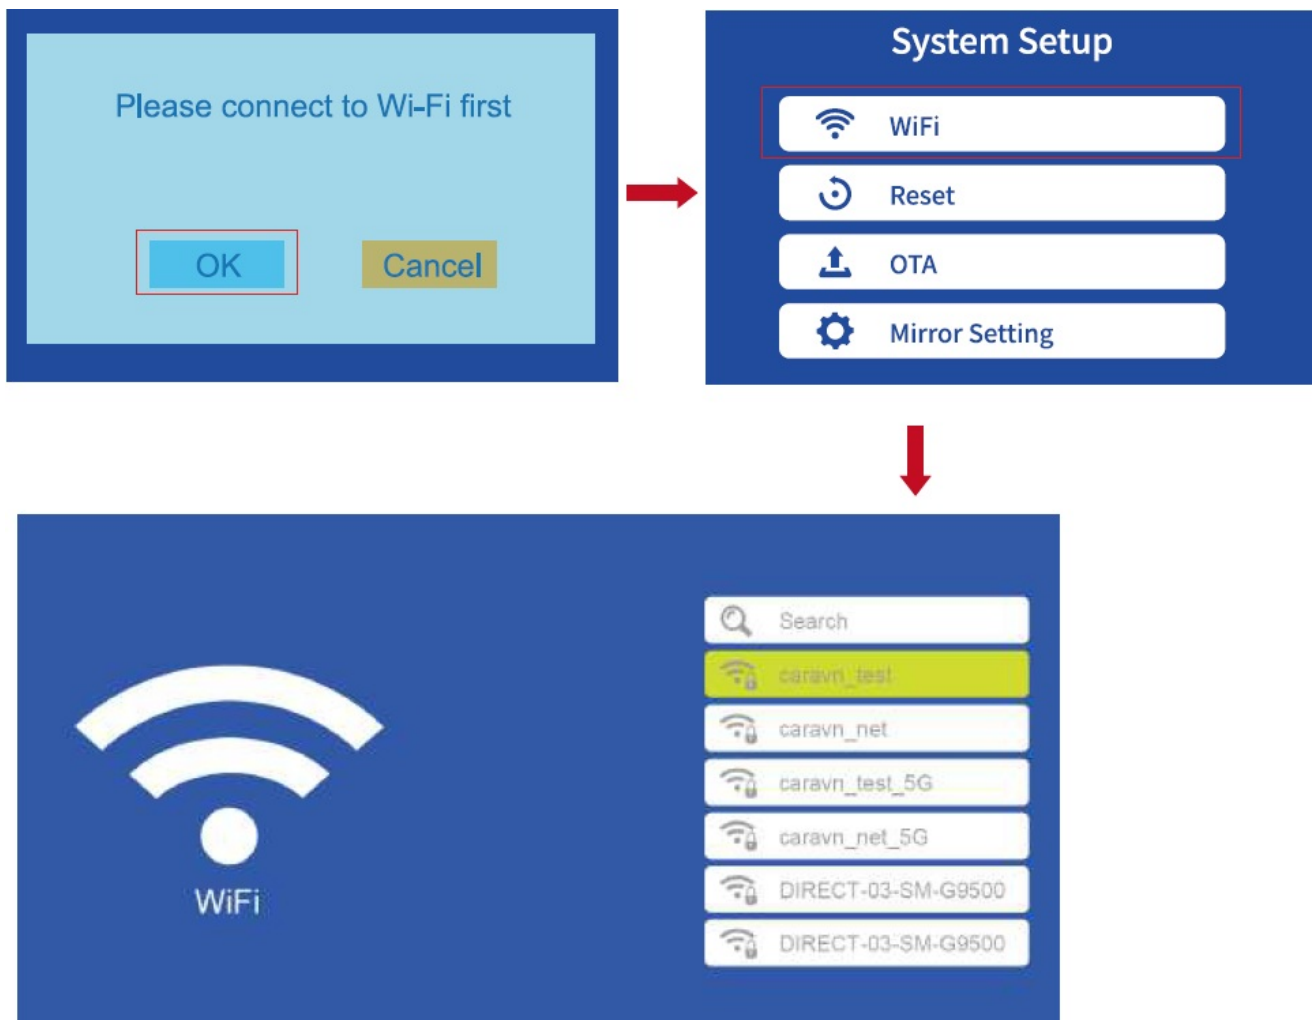 Please connect to Wi-Fi first
OK
Cancel
System Setup
WiFi
Reset
OTA
Mirror Setting
WiFi
Search
caravn_test
caravn_net
caravn_test_5G
caravn_net_5G
DIRECT-03-SM-G9500
DIRECT-03-SM-G9500